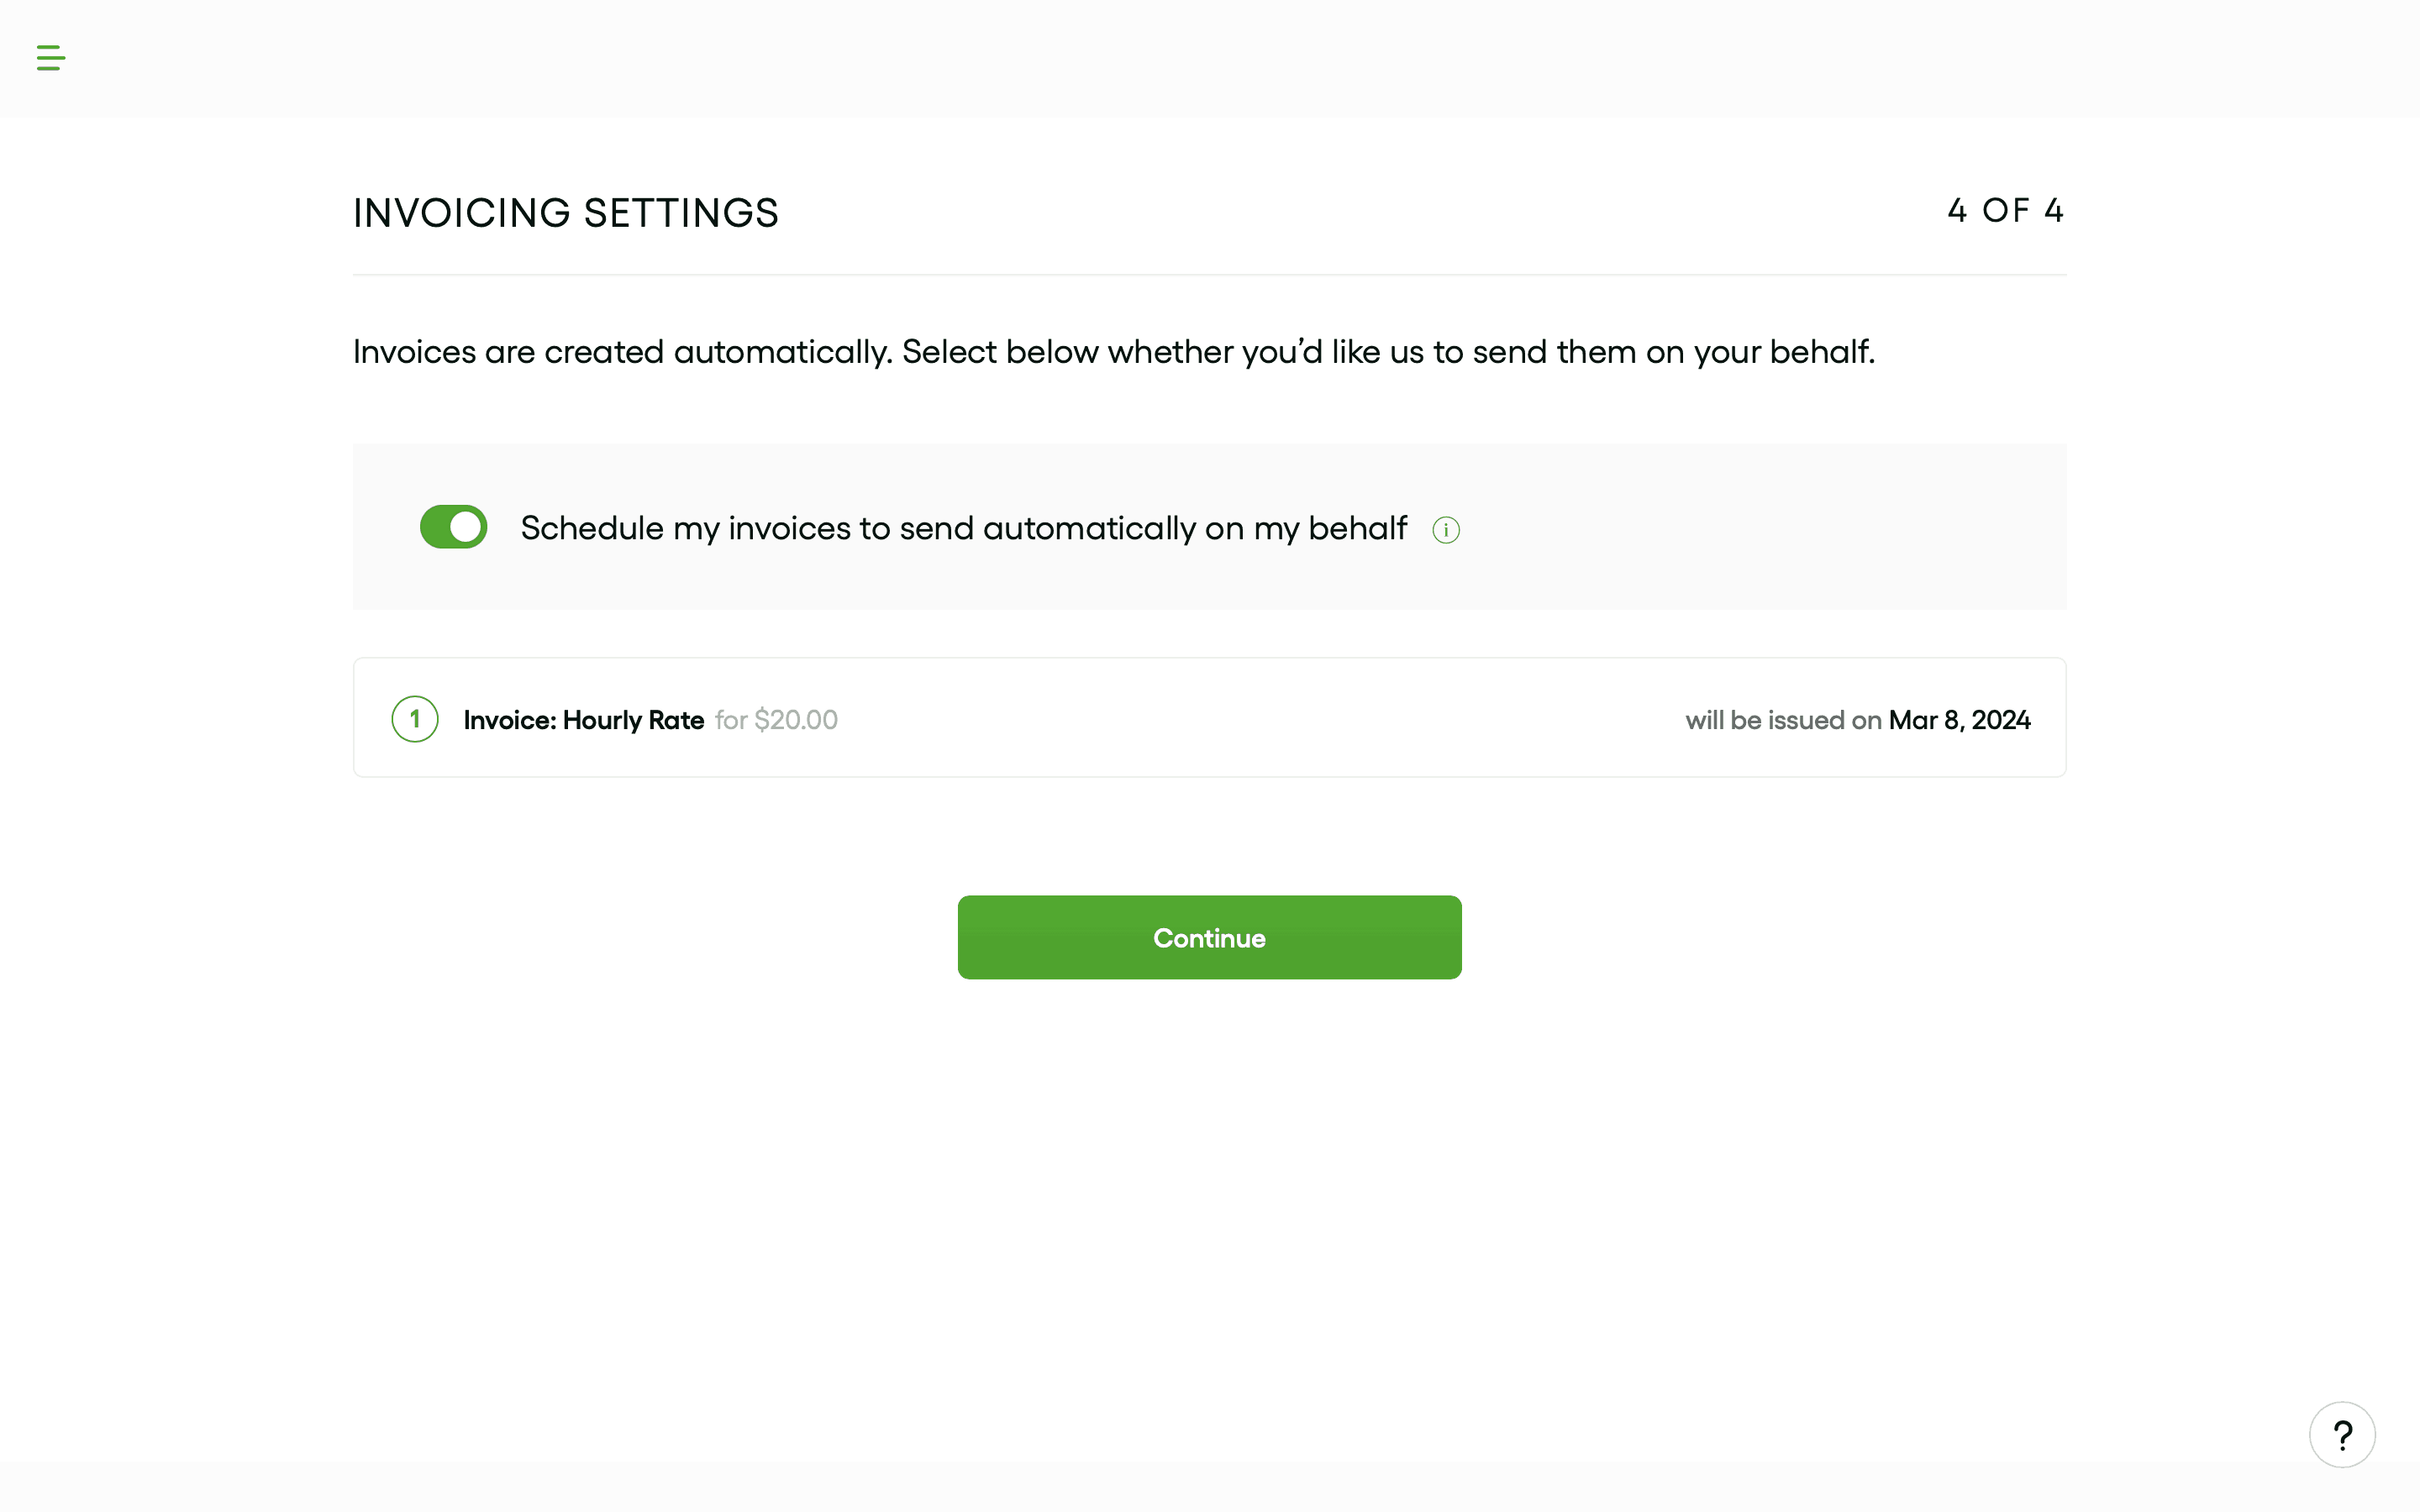 INVOICING SETTINGS
4 OF 4
Invoices are created automatically. Select below whether you’d like us to send them on your behalf.
Schedule my invoices to send automatically on my behalf i
1 Invoice: Hourly Rate for $20.00
will be issued on Mar 8, 2024
Continue
?